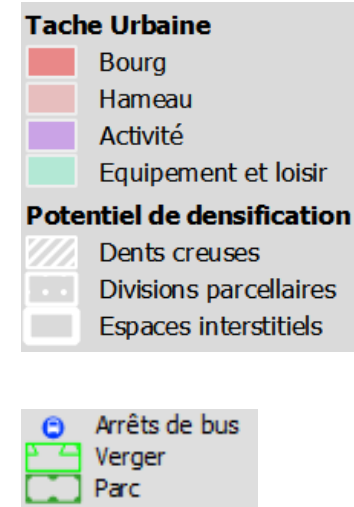 Tache Urbaine
Bourg
Hameau
Activité
Equipement et loisir
Potentiel de densification
Dents creuses
Divisions parcellaires
Espaces interstitiels
Arrêts de bus
Verger
Parc